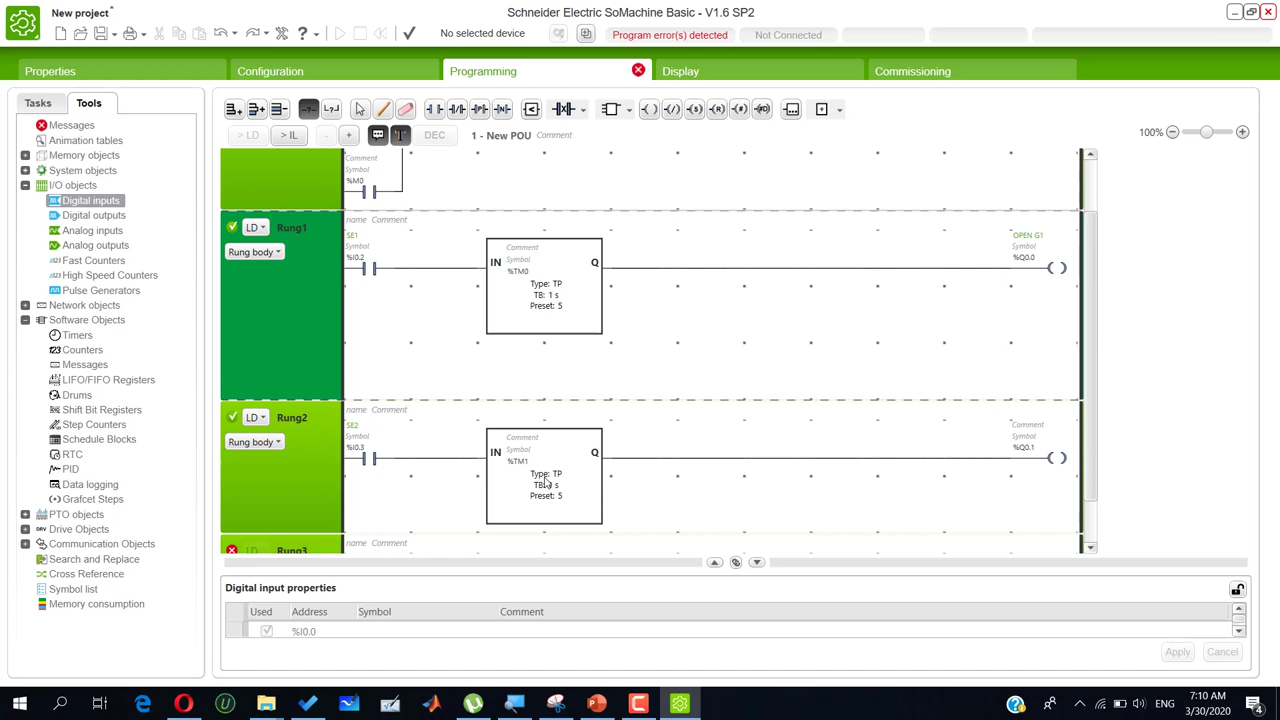 New project*
Schneider Electric SoMachine Basic - V1.6 SP2
No selected device
Program error(s) detected
Not Connected
Properties
Configuration
Programming
Display
Commissioning
Tasks
Tools
Messages
Animation tables
Memory objects
System objects
I/O objects
Digital inputs
Digital outputs
Analog inputs
Analog outputs
Fast Counters
High Speed Counters
Pulse Generators
Network objects
Software Objects
Timers
Counters
Messages
LIFO/FIFO Registers
Drums
Shift Bit Registers
Step Counters
Schedule Blocks
RTC
PID
Data logging
Grafcet Steps
PTO objects
Drive Objects
Communication Objects
Search and Replace
Cross Reference
Symbol list
Memory consumption
> LD
> IL
-
+
DEC
1 - New POU
Comment
100%
Comment
Symbol
%M0
LD
Rung1
Rung body
name Comment
SE1
Symbol
%I0.2
Comment
Symbol
%TM0
IN
Q
Type: TP
TB: 1 s
Preset: 5
OPEN G1
Symbol
%Q0.0
LD
Rung2
Rung body
name Comment
SE2
Symbol
%I0.3
Comment
Symbol
%TM1
IN
Q
Type: TP
Preset: 5
Comment
Symbol
%Q0.1
LD
Rung3
name Comment
Digital input properties
Used
Address
Symbol
Comment
%I0.0
Apply
Cancel
ENG
7:10 AM
3/30/2020
4